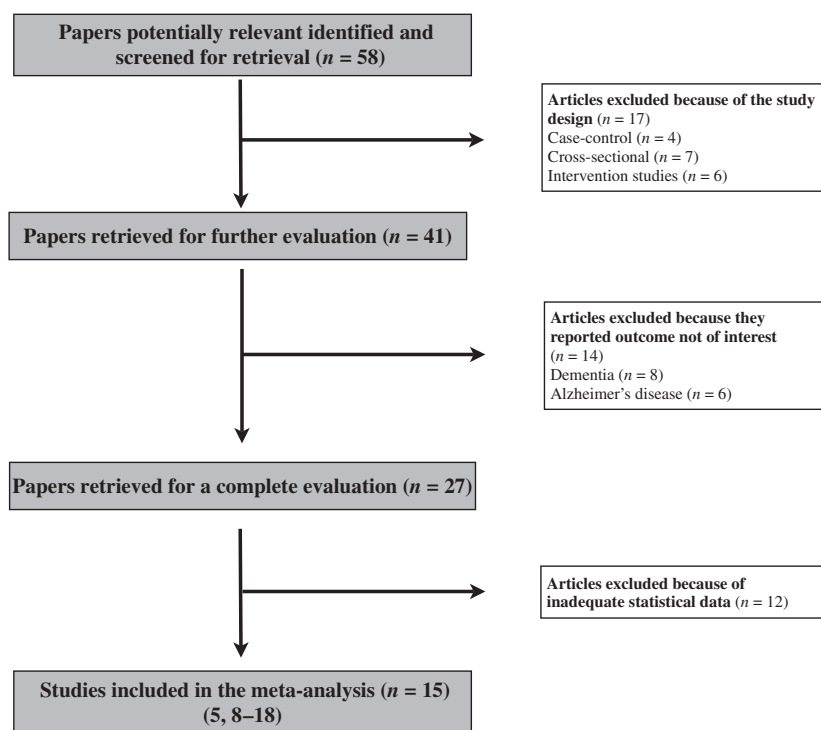 Papers potentially relevant identified and
screened for retrieval (n = 58)
Articles excluded because of the study
design (n = 17)
Case-control (n = 4)
Cross-sectional (n = 7)
Intervention studies (n = 6)
Papers retrieved for further evaluation (n = 41)
Articles excluded because they
reported outcome not of interest
(n = 14)
Dementia (n = 8)
Alzheimer's disease (n = 6)
Papers retrieved for a complete evaluation (n = 27)
Articles excluded because of
inadequate statistical data (n = 12)
Studies included in the meta-analysis (n = 15)
(5, 8–18)